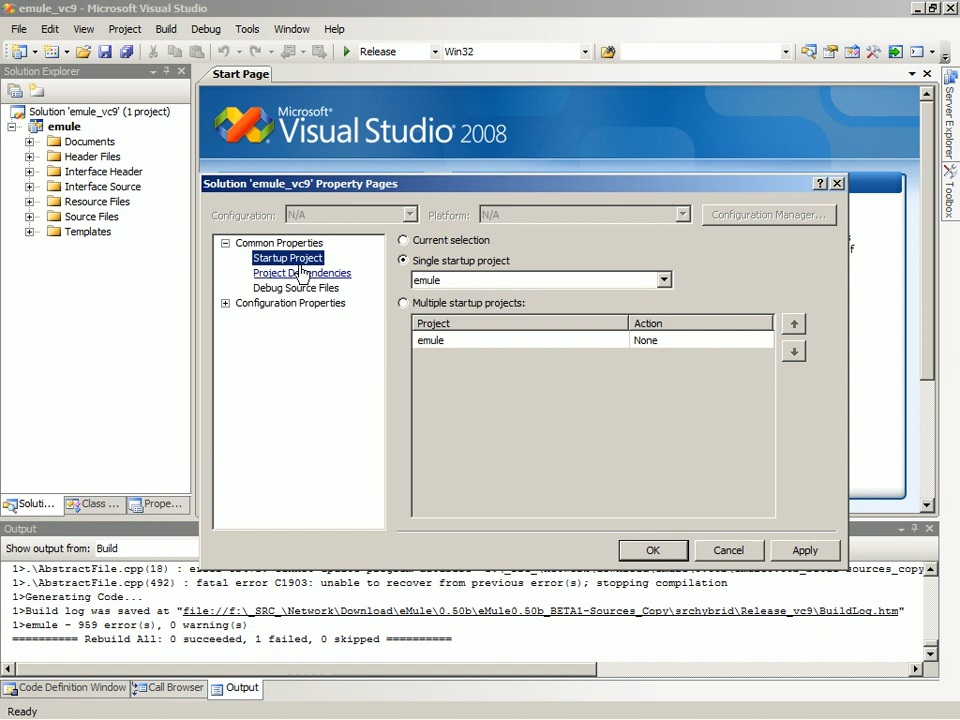 emule_vc9 - Microsoft Visual Studio
File Edit View Project Build Debug Tools Window Help
Release Win32
Solution Explorer
Start Page
Solution 'emule_vc9' (1 project)
emule
Documents
Header Files
Interface Header
Interface Source
Resource Files
Source Files
Templates
Microsoft®
Visual Studio® 2008
Server Explorer
Toolbox
Solution 'emule_vc9' Property Pages
Configuration: N/A Platform: N/A Configuration Manager...
Common Properties
Startup Project
Project Dependencies
Debug Source Files
Configuration Properties
Current selection
Single startup project
emule
Multiple startup projects:
Project Action
emule None
OK Cancel Apply
Soluti... Class ... Prope...
Output
Show output from: Build
1>.\AbstractFile.cpp(18) :
1>.\AbstractFile.cpp(492) : fatal error C1903: unable to recover from previous error(s); stopping compilation
1>Generating Code...
1>Build log was saved at "file://f:\_SRC_\Network\Download\eMule\0.50b\eMule0.50b_BETA1-Sources_Copy\srchybrid\Release_vc9\BuildLog.htm"
1>emule - 959 error(s), 0 warning(s)
========== Rebuild All: 0 succeeded, 1 failed, 0 skipped ==========
Code Definition Window Call Browser Output
Ready